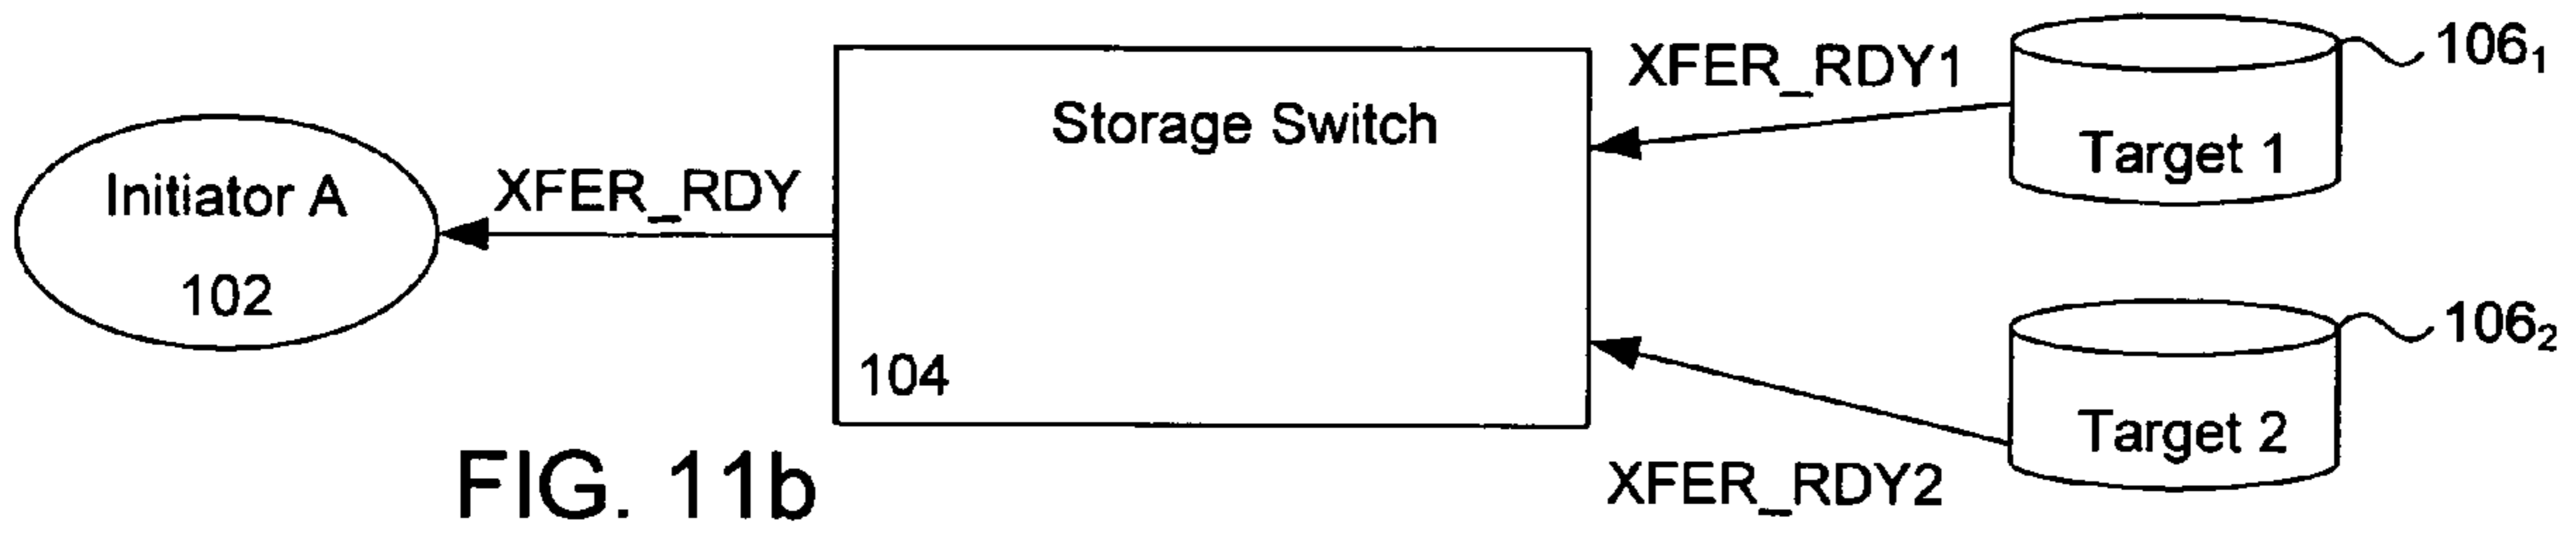 XFER_RDY1
106₁
Storage Switch
Target 1
Initiator A
XFER_RDY
102
104
106₂
Target 2
XFER_RDY2
FIG. 11b